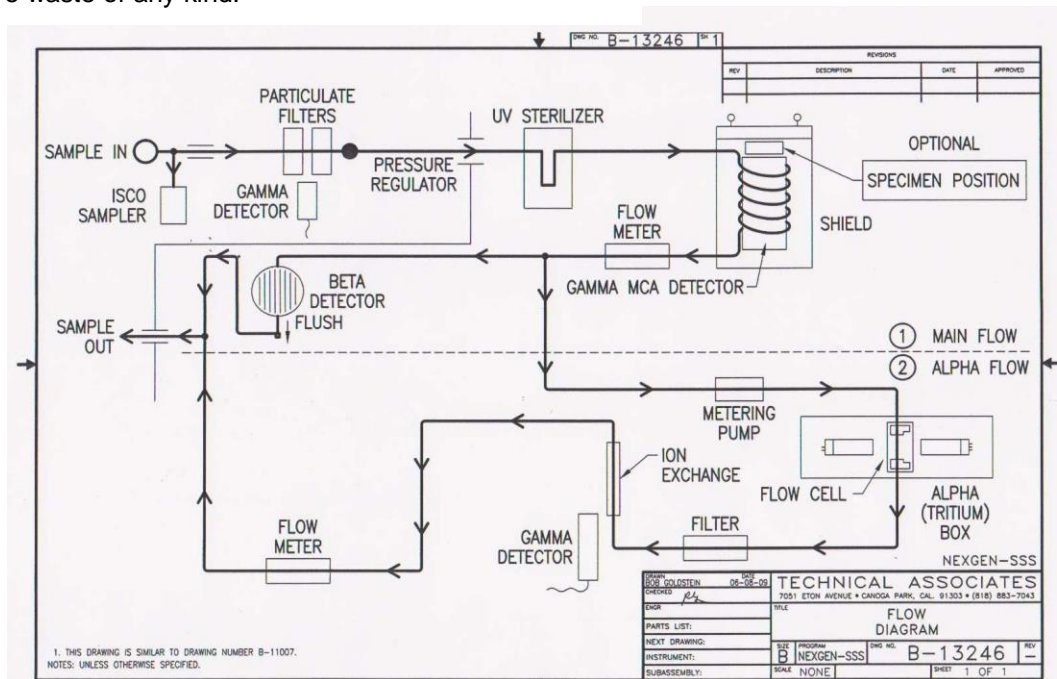 waste of any kind.
DWG NO. B-13246 SH 1
REVISIONS
REV DESCRIPTION DATE APPROVED
PARTICULATE
FILTERS
UV STERILIZER
SAMPLE IN
PRESSURE
REGULATOR
OPTIONAL
SPECIMEN POSITION
ISCO
SAMPLER
GAMMA
DETECTOR
FLOW
METER
SHIELD
GAMMA MCA DETECTOR
BETA
DETECTOR
FLUSH
SAMPLE
OUT
1 MAIN FLOW
2 ALPHA FLOW
METERING
PUMP
ION
EXCHANGE
FLOW CELL
ALPHA
(TRITIUM)
BOX
FLOW
METER
GAMMA
DETECTOR
FILTER
NEXGEN-SSS
DRAWN DATE
BOB GOLDSTEIN 06-08-09
CHECKED
ENGR
PARTS LIST:
NEXT DRAWING:
INSTRUMENT:
SUBASSEMBLY:
TECHNICAL ASSOCIATES
7051 ETON AVENUE • CANOGA PARK, CAL. 91303 • (818) 883-7043
TITLE
FLOW
DIAGRAM
SIZE B PROGRAM NEXGEN-SSS DWG NO. B-13246 REV -
SCALE NONE SHEET 1 OF 1
1. THIS DRAWING IS SIMILAR TO DRAWING NUMBER B-11007.
NOTES: UNLESS OTHERWISE SPECIFIED.